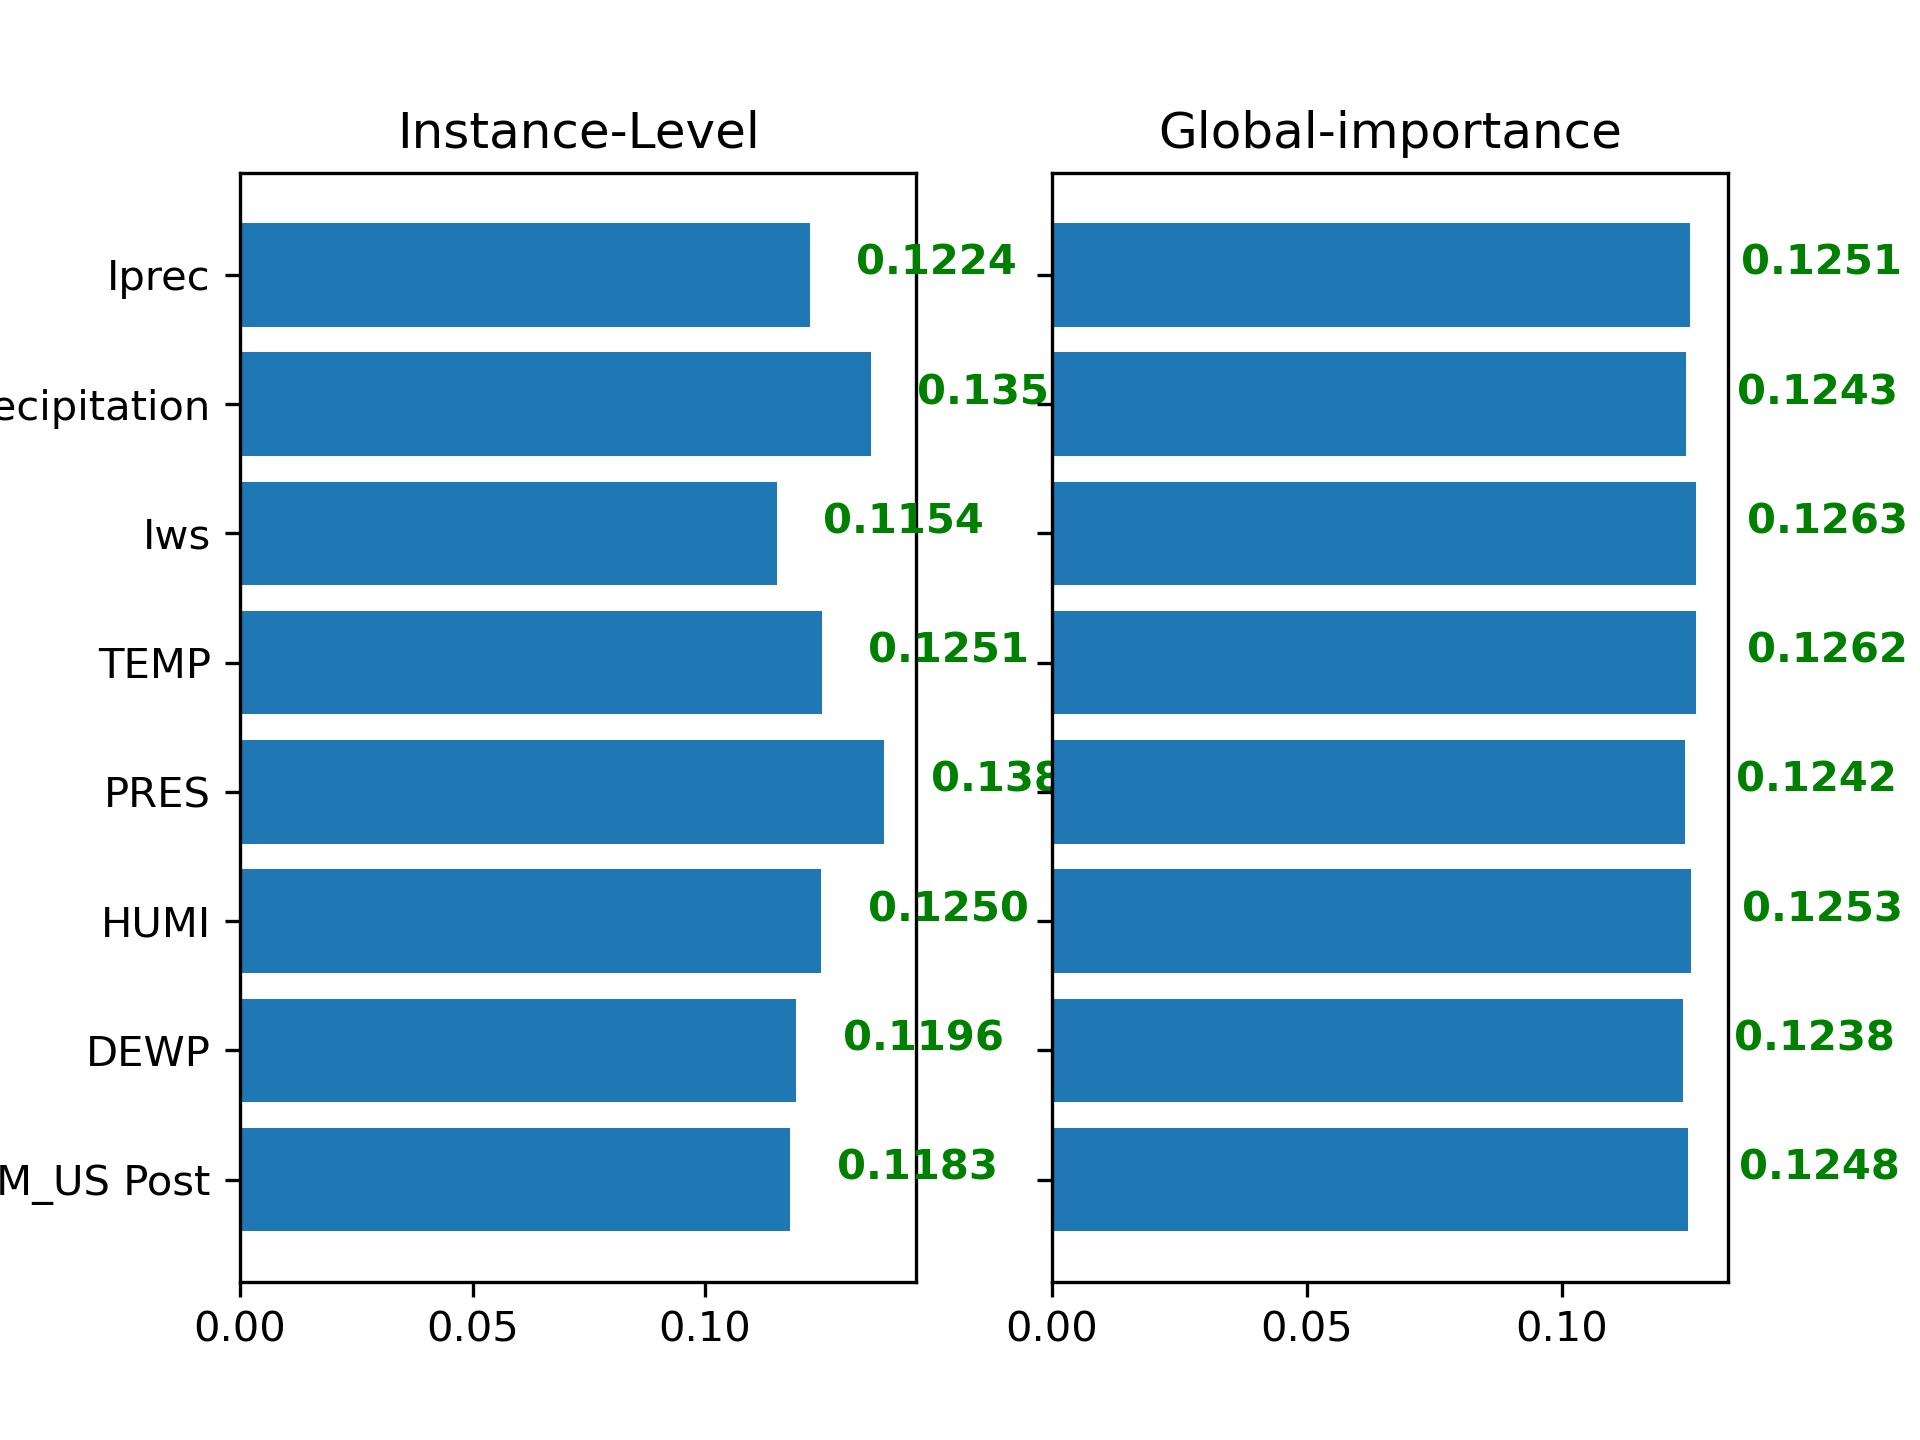 Instance-Level Global-importance
Iprec 0.1224 0.1251
ecipitation 0.135 0.1243
Iws 0.1154 0.1263
TEMP 0.1251 0.1262
PRES 0.138 0.1242
HUMI 0.1250 0.1253
DEWP 0.1196 0.1238
M_US Post 0.1183 0.1248
0.00 0.05 0.10 0.00 0.05 0.10